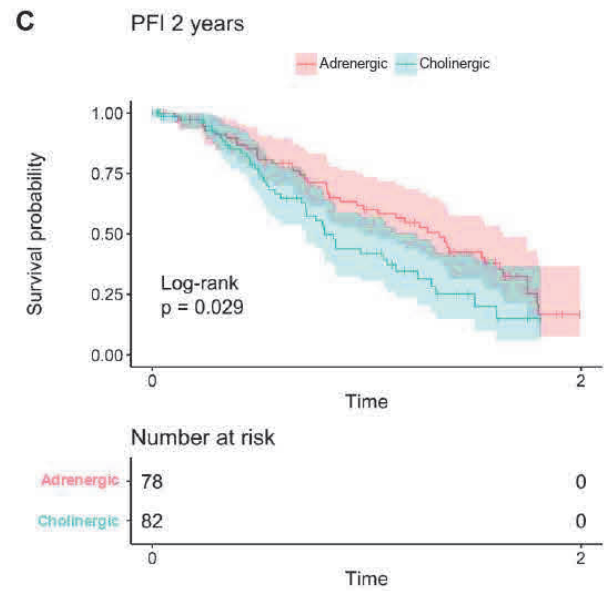 C
PFI 2 years
Adrenergic Cholinergic
1.00
0.75
0.50
0.25
0.00
Survival probability
Log-rank
p = 0.029
0 2
Time
Number at risk
Adrenergic 78 0
Cholinergic 82 0
0 2
Time